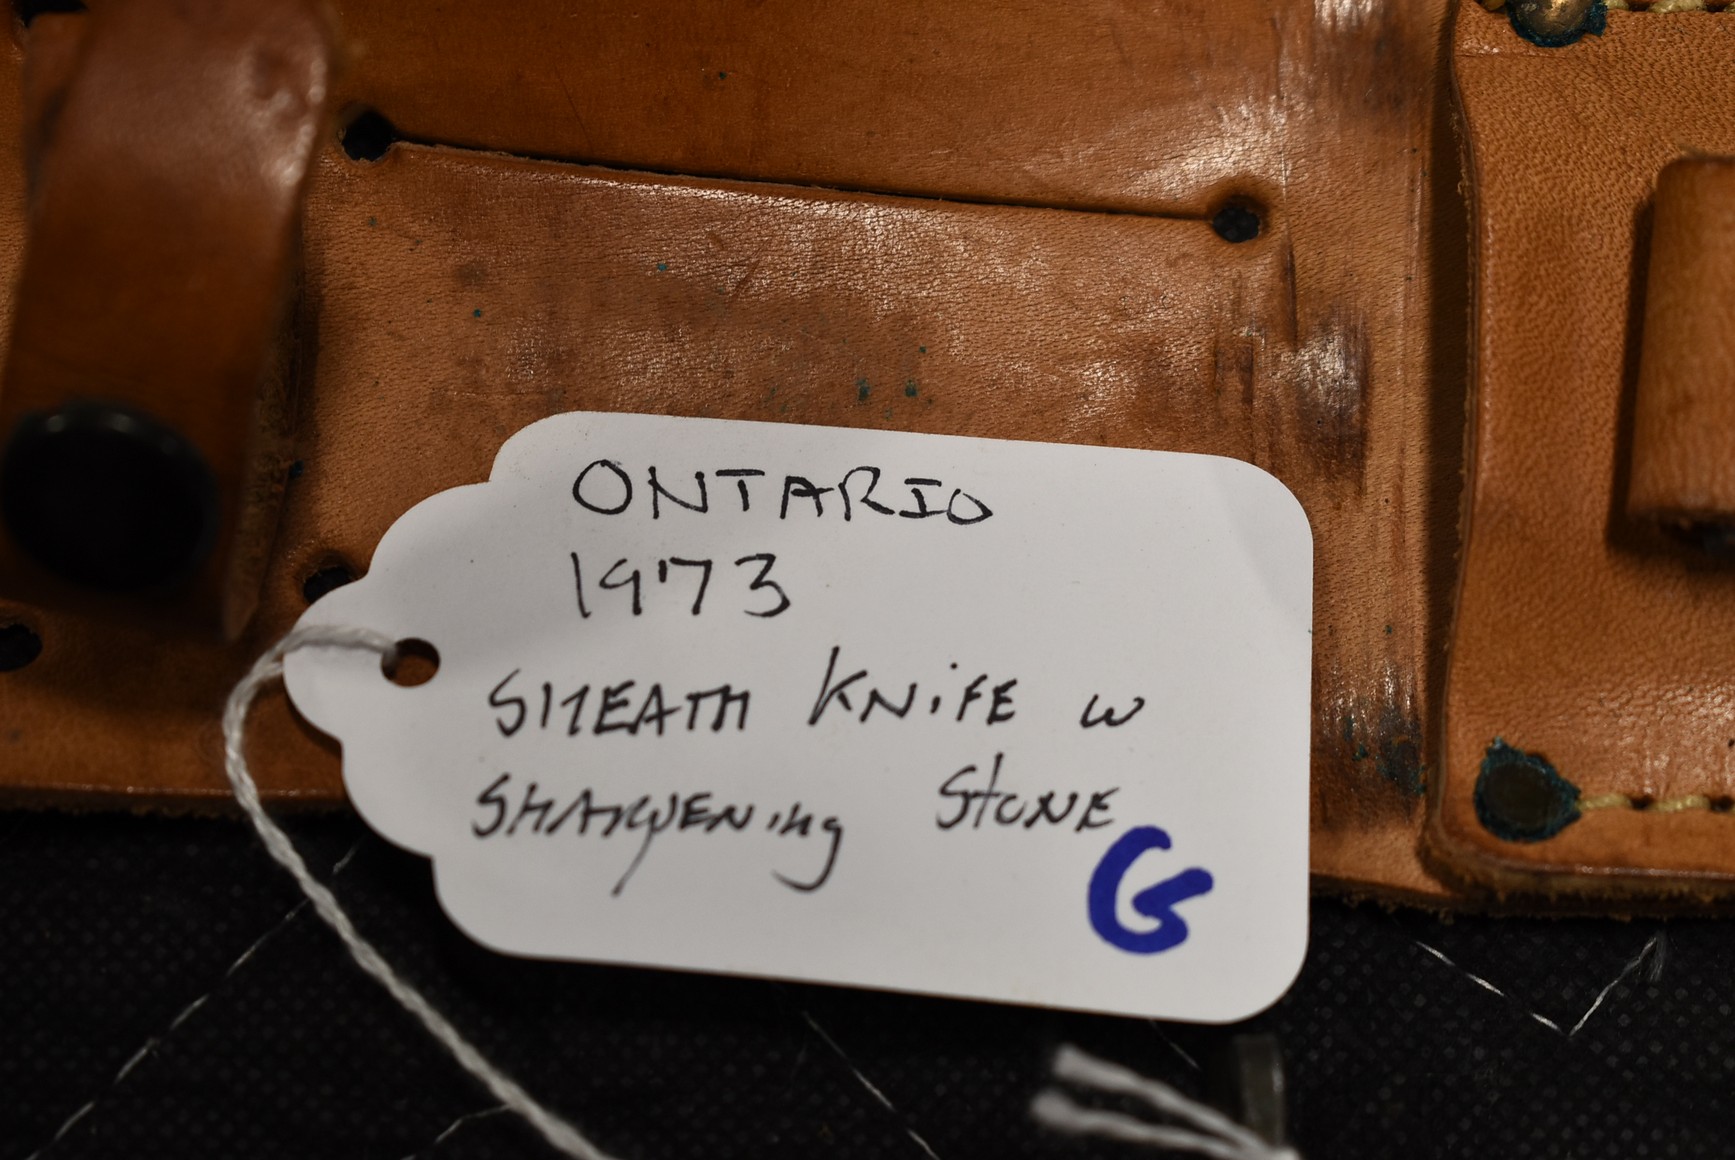 ONTARIO
1973
SHEATH KNiFE w
SHARPENing StONE
G